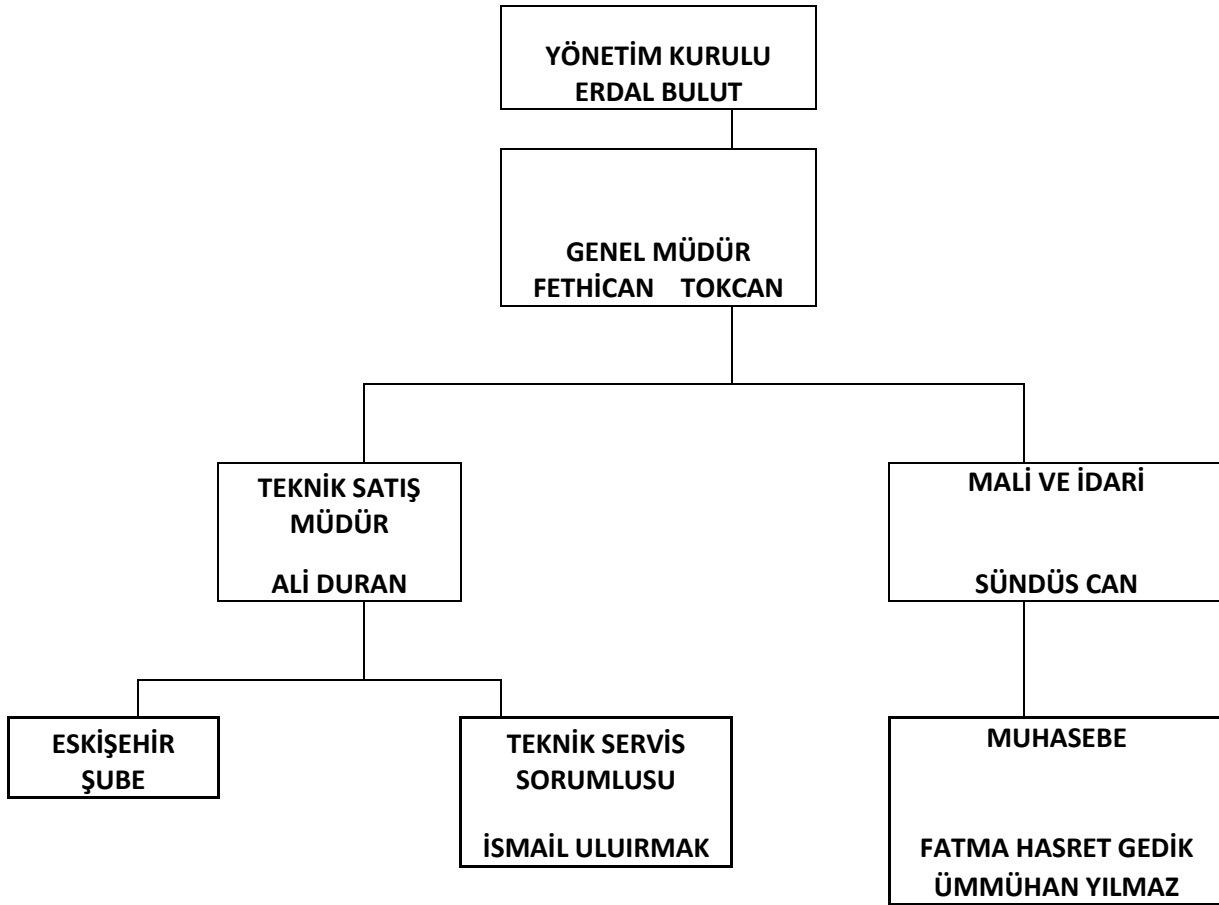 YÖNETİM KURULU
ERDAL BULUT
GENEL MÜDÜR
FETHİCAN TOKCAN
TEKNİK SATIŞ
MÜDÜR
ALİ DURAN
MALİ VE İDARİ
SÜNDÜS CAN
ESKİŞEHİR
ŞUBE
TEKNİK SERVİS
SORUMLUSU
İSMAİL ULUIRMAK
MUHASEBE
FATMA HASRET GEDİK
ÜMMÜHAN YILMAZ